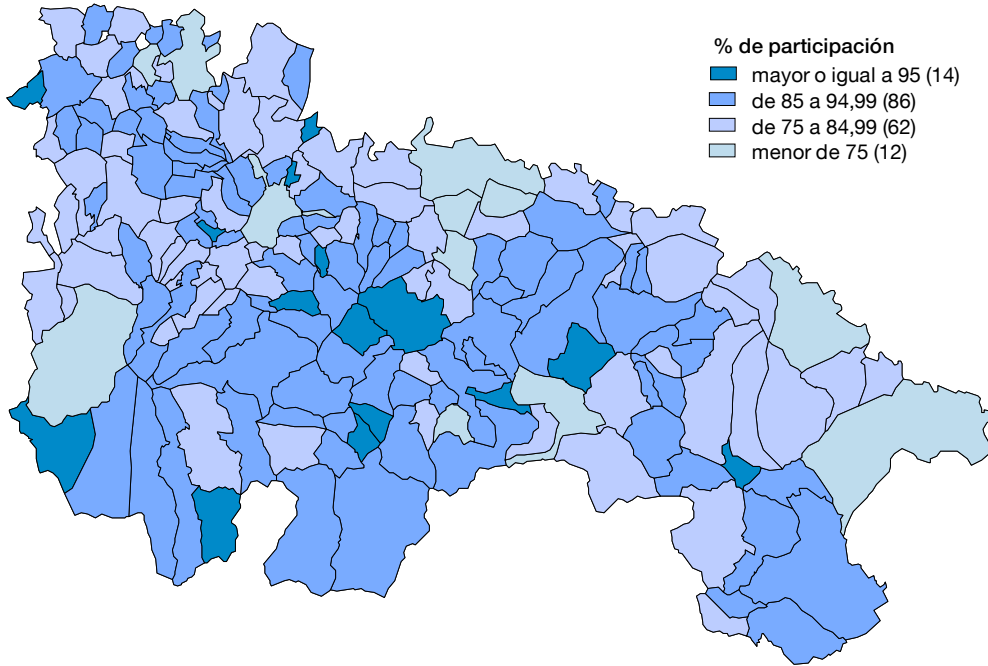 % de participación
mayor o igual a 95 (14)
de 85 a 94,99 (86)
de 75 a 84,99 (62)
menor de 75 (12)